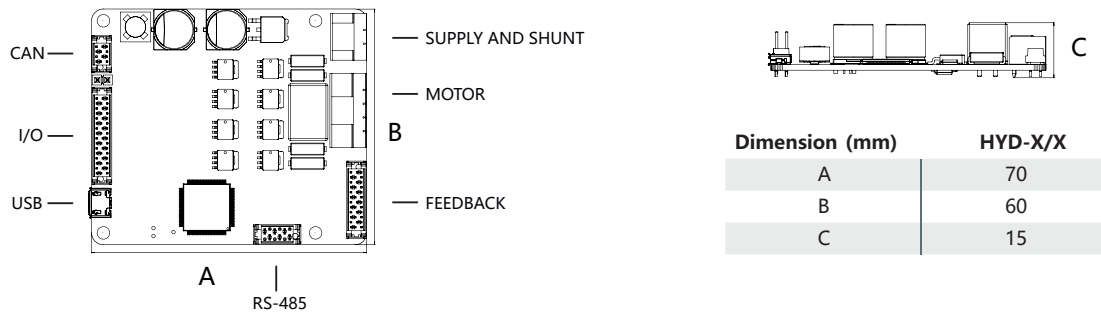 CAN
I/O
USB
SUPPLY AND SHUNT
MOTOR
B
FEEDBACK
A
RS-485
C
Dimension (mm) HYD-X/X
A 70
B 60
C 15